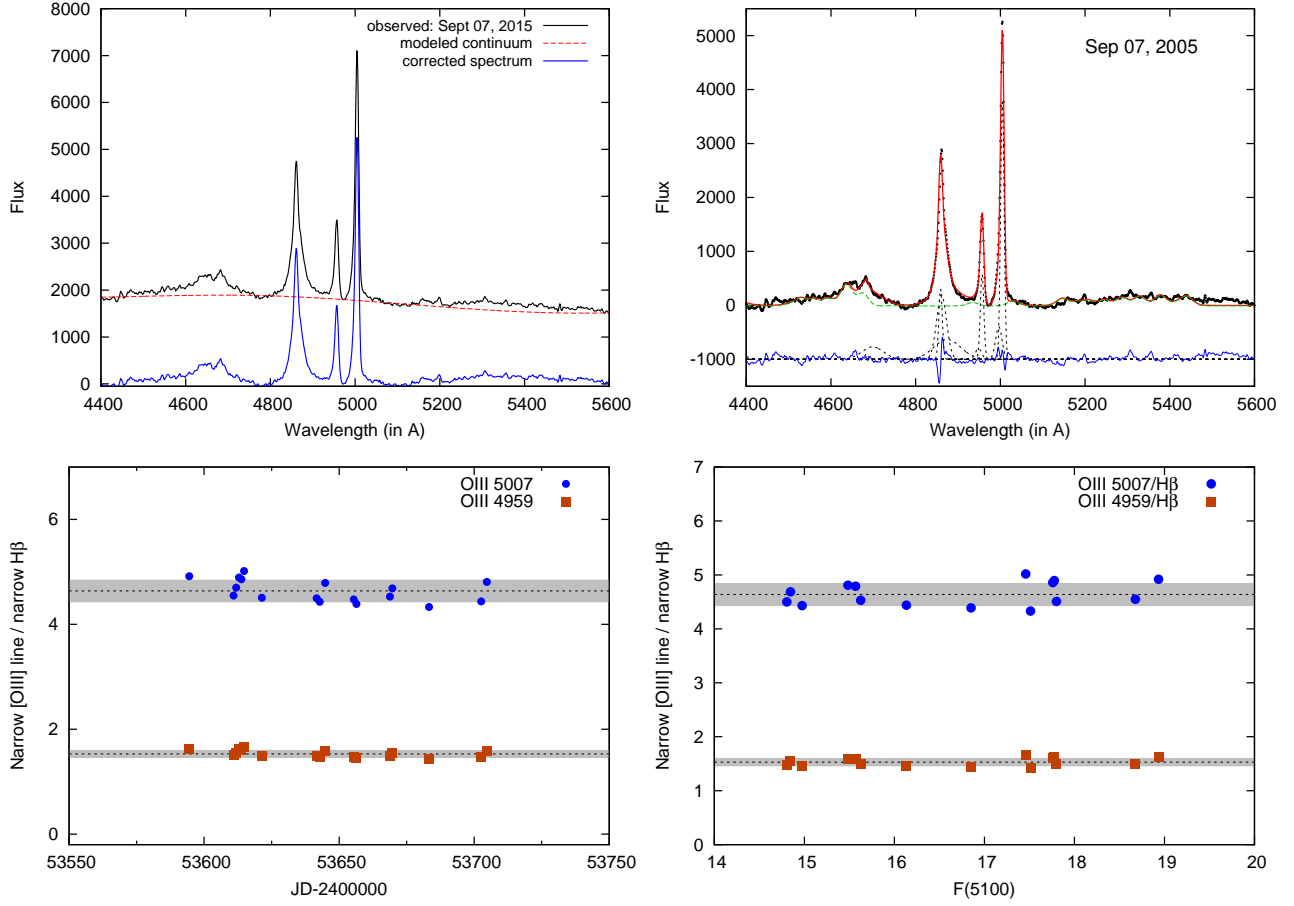 observed: Sept 07, 2015
modeled continuum
corrected spectrum
Flux
8000
7000
6000
5000
4000
3000
2000
1000
0
4400 4600 4800 5000 5200 5400 5600
Wavelength (in A)
Sep 07, 2005
Flux
5000
4000
3000
2000
1000
0
-1000
4400 4600 4800 5000 5200 5400 5600
Wavelength (in A)
OIII 5007
OIII 4959
Narrow [OIII] line / narrow Hβ
6
4
2
0
53550 53600 53650 53700 53750
JD-2400000
OIII 5007/Hβ
OIII 4959/Hβ
Narrow [OIII] line / narrow Hβ
7
6
5
4
3
2
1
0
14 15 16 17 18 19 20
F(5100)